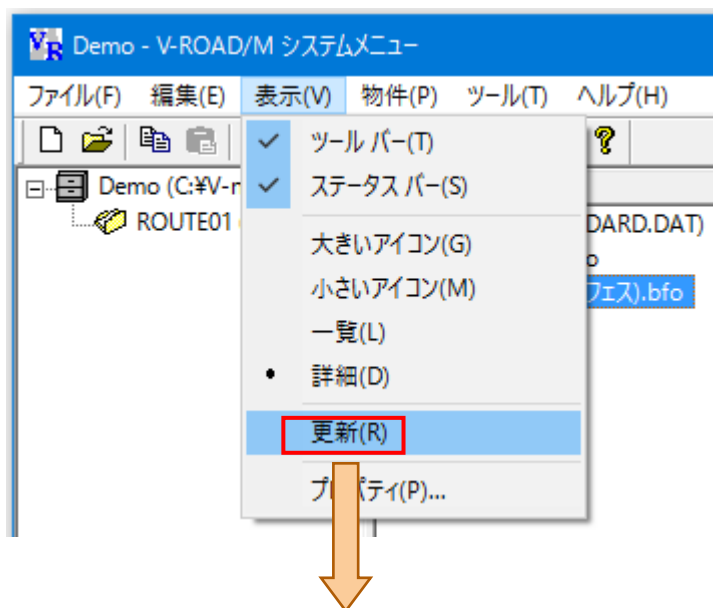 VR Demo - V-ROAD/M システムメニュー
ファイル(F) 編集(E) 表示(V) 物件(P) ツール(T) ヘルプ(H)
ツール バー(T)
Demo (C:¥V-r
ステータス バー(S)
ROUTE01
DARD.DAT)
大きいアイコン(G)
小さいアイコン(M)
フェス).bfo
一覧(L)
詳細(D)
更新(R)
プロパティ(P)...